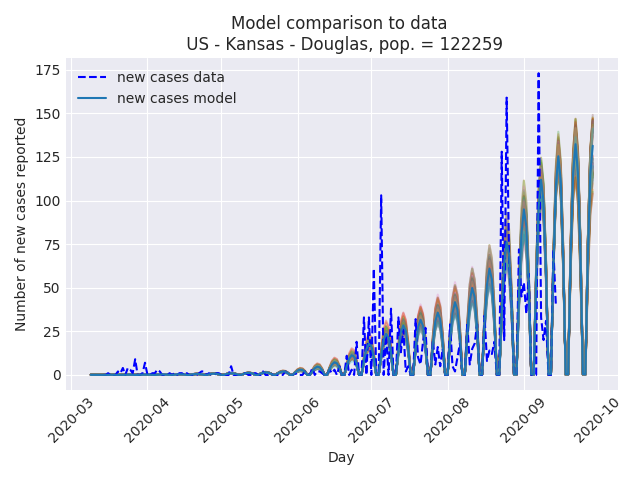 Model comparison to data
US - Kansas - Douglas, pop. = 122259
new cases data
new cases model
Number of new cases reported
175
150
125
100
75
50
25
0
2020-03
2020-04
2020-05
2020-06
2020-07
2020-08
2020-09
2020-10
Day